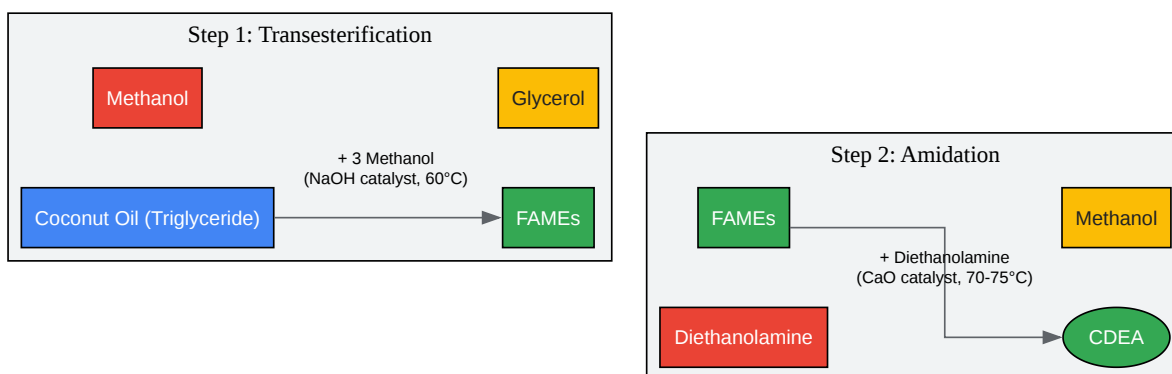 Step 1: Transesterification
Methanol
Glycerol
+ 3 Methanol
(NaOH catalyst, 60°C)
Coconut Oil (Triglyceride)
FAMEs
Step 2: Amidation
FAMEs
Methanol
+ Diethanolamine
(CaO catalyst, 70-75°C)
Diethanolamine
CDEA